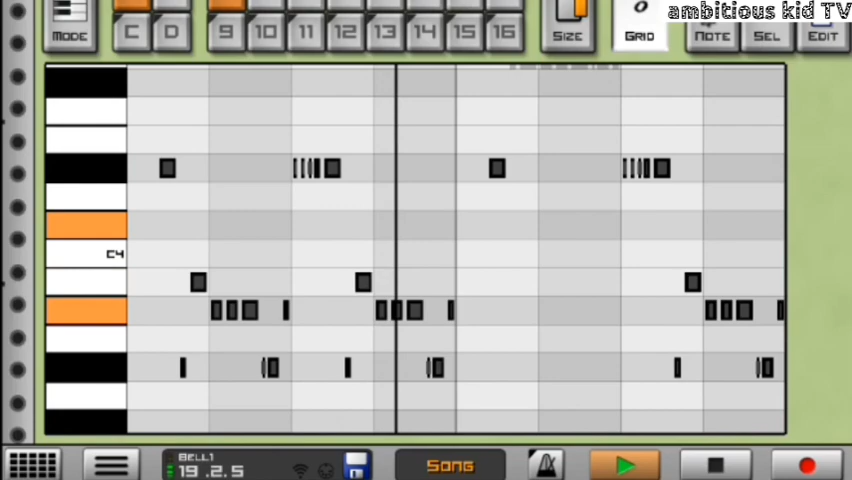 ambitious kid TV
MODE C D 9 10 11 12 13 14 15 16 SIZE GRID NOTE SEL EDIT
C4
BELL1
19.2.5
SONG